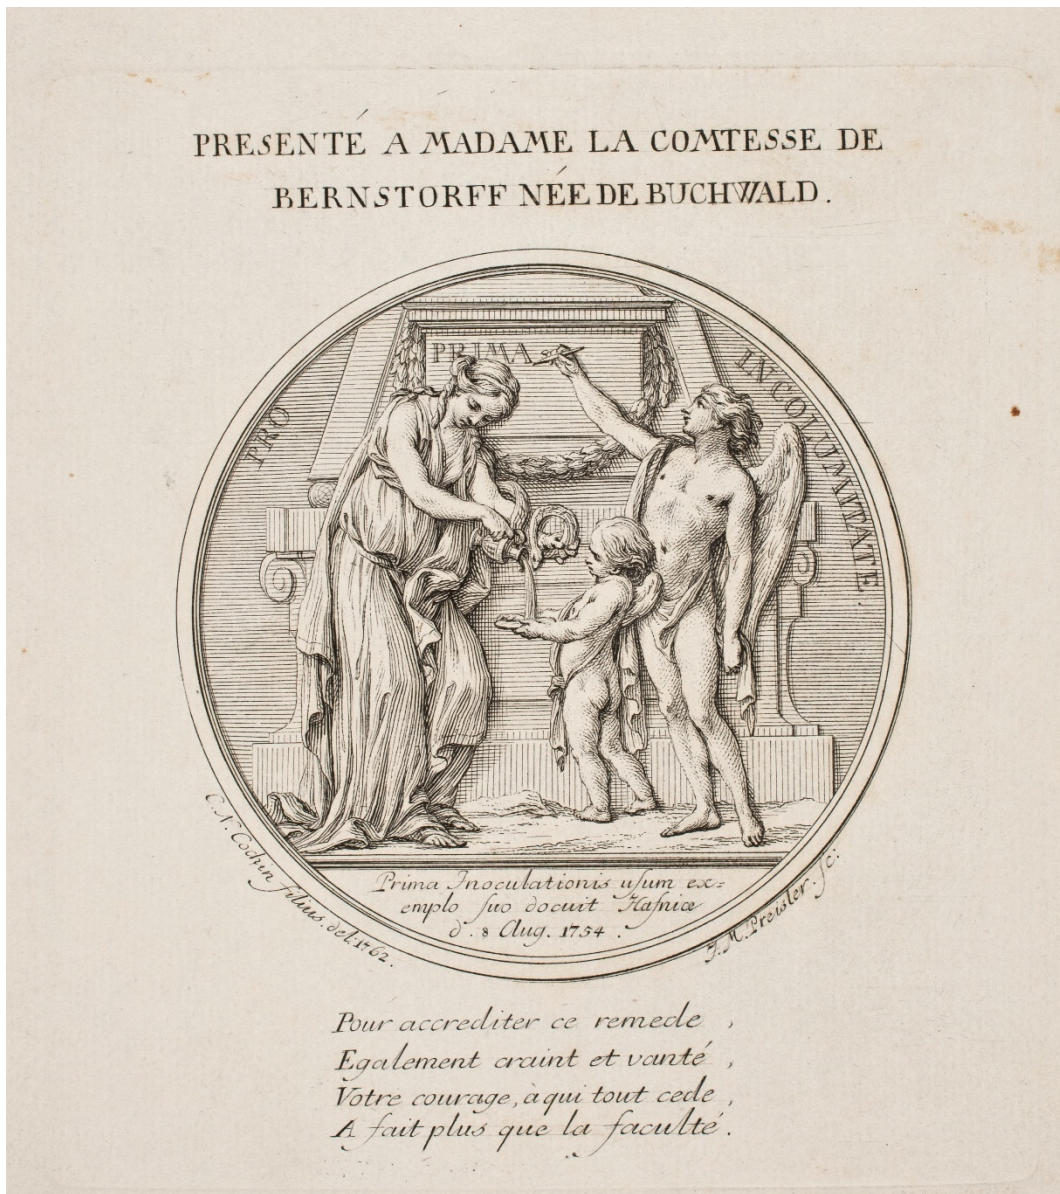 PRESENTÉ A MADAME LA COMTESSE DE
BERNSTORFF NÉE DE BUCHWALD.
PRO
PRIMA
INCOLUMITATE.
Prima Inoculationis uſum ex=
emplo ſuo docuit Hafniæ
d. 8 Aug. 1754.
C. N. Cochin filius. del: 1762.
J. M. Preisler. ſc:
Pour accrediter ce remede ,
Egalement craint et vanté ,
Votre courage, à qui tout cede ,
A fait plus que la faculté.